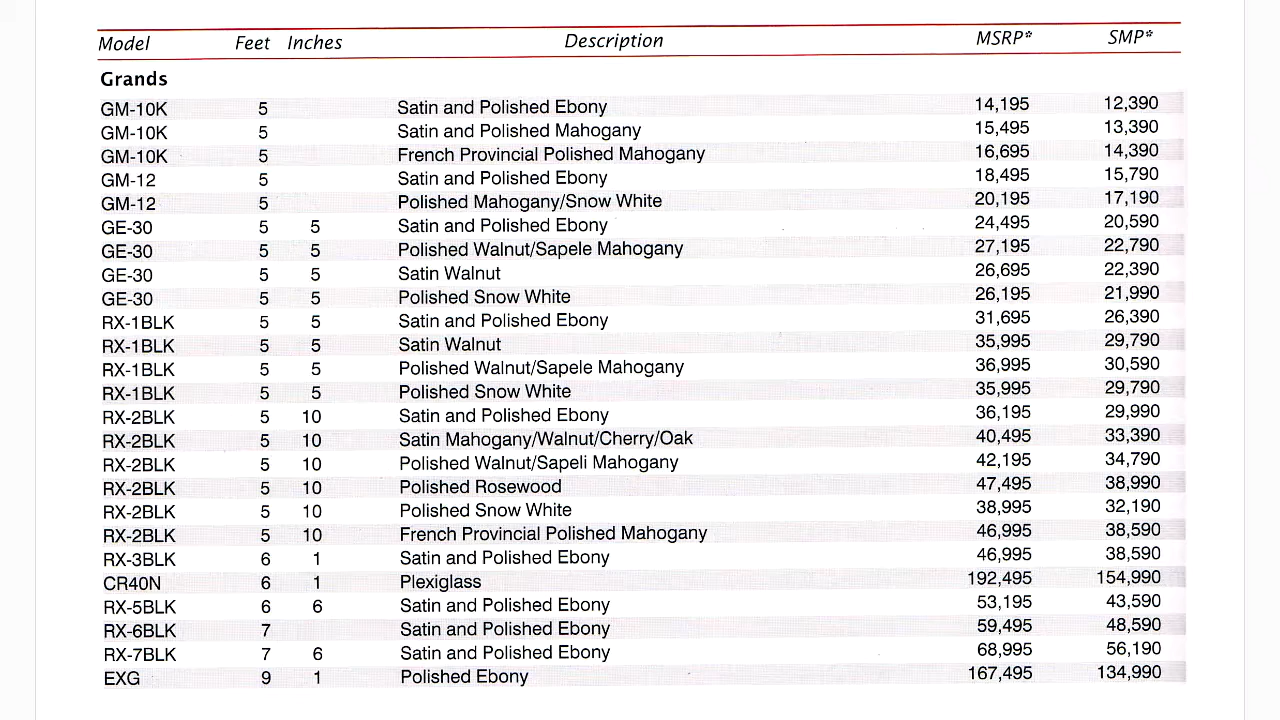 Model Feet Inches Description MSRP* SMP*
Grands
GM-10K 5 Satin and Polished Ebony 14,195 12,390
GM-10K 5 Satin and Polished Mahogany 15,495 13,390
GM-10K 5 French Provincial Polished Mahogany 16,695 14,390
GM-12 5 Satin and Polished Ebony 18,495 15,790
GM-12 5 Polished Mahogany/Snow White 20,195 17,190
GE-30 5 5 Satin and Polished Ebony 24,495 20,590
GE-30 5 5 Polished Walnut/Sapele Mahogany 27,195 22,790
GE-30 5 5 Satin Walnut 26,695 22,390
GE-30 5 5 Polished Snow White 26,195 21,990
RX-1BLK 5 5 Satin and Polished Ebony 31,695 26,390
RX-1BLK 5 5 Satin Walnut 35,995 29,790
RX-1BLK 5 5 Polished Walnut/Sapele Mahogany 36,995 30,590
RX-1BLK 5 5 Polished Snow White 35,995 29,790
RX-2BLK 5 10 Satin and Polished Ebony 36,195 29,990
RX-2BLK 5 10 Satin Mahogany/Walnut/Cherry/Oak 40,495 33,390
RX-2BLK 5 10 Polished Walnut/Sapeli Mahogany 42,195 34,790
RX-2BLK 5 10 Polished Rosewood 47,495 38,990
RX-2BLK 5 10 Polished Snow White 38,995 32,190
RX-2BLK 5 10 French Provincial Polished Mahogany 46,995 38,590
RX-3BLK 6 1 Satin and Polished Ebony 46,995 38,590
CR40N 6 1 Plexiglass 192,495 154,990
RX-5BLK 6 6 Satin and Polished Ebony 53,195 43,590
RX-6BLK 7 Satin and Polished Ebony 59,495 48,590
RX-7BLK 7 6 Satin and Polished Ebony 68,995 56,190
EXG 9 1 Polished Ebony 167,495 134,990